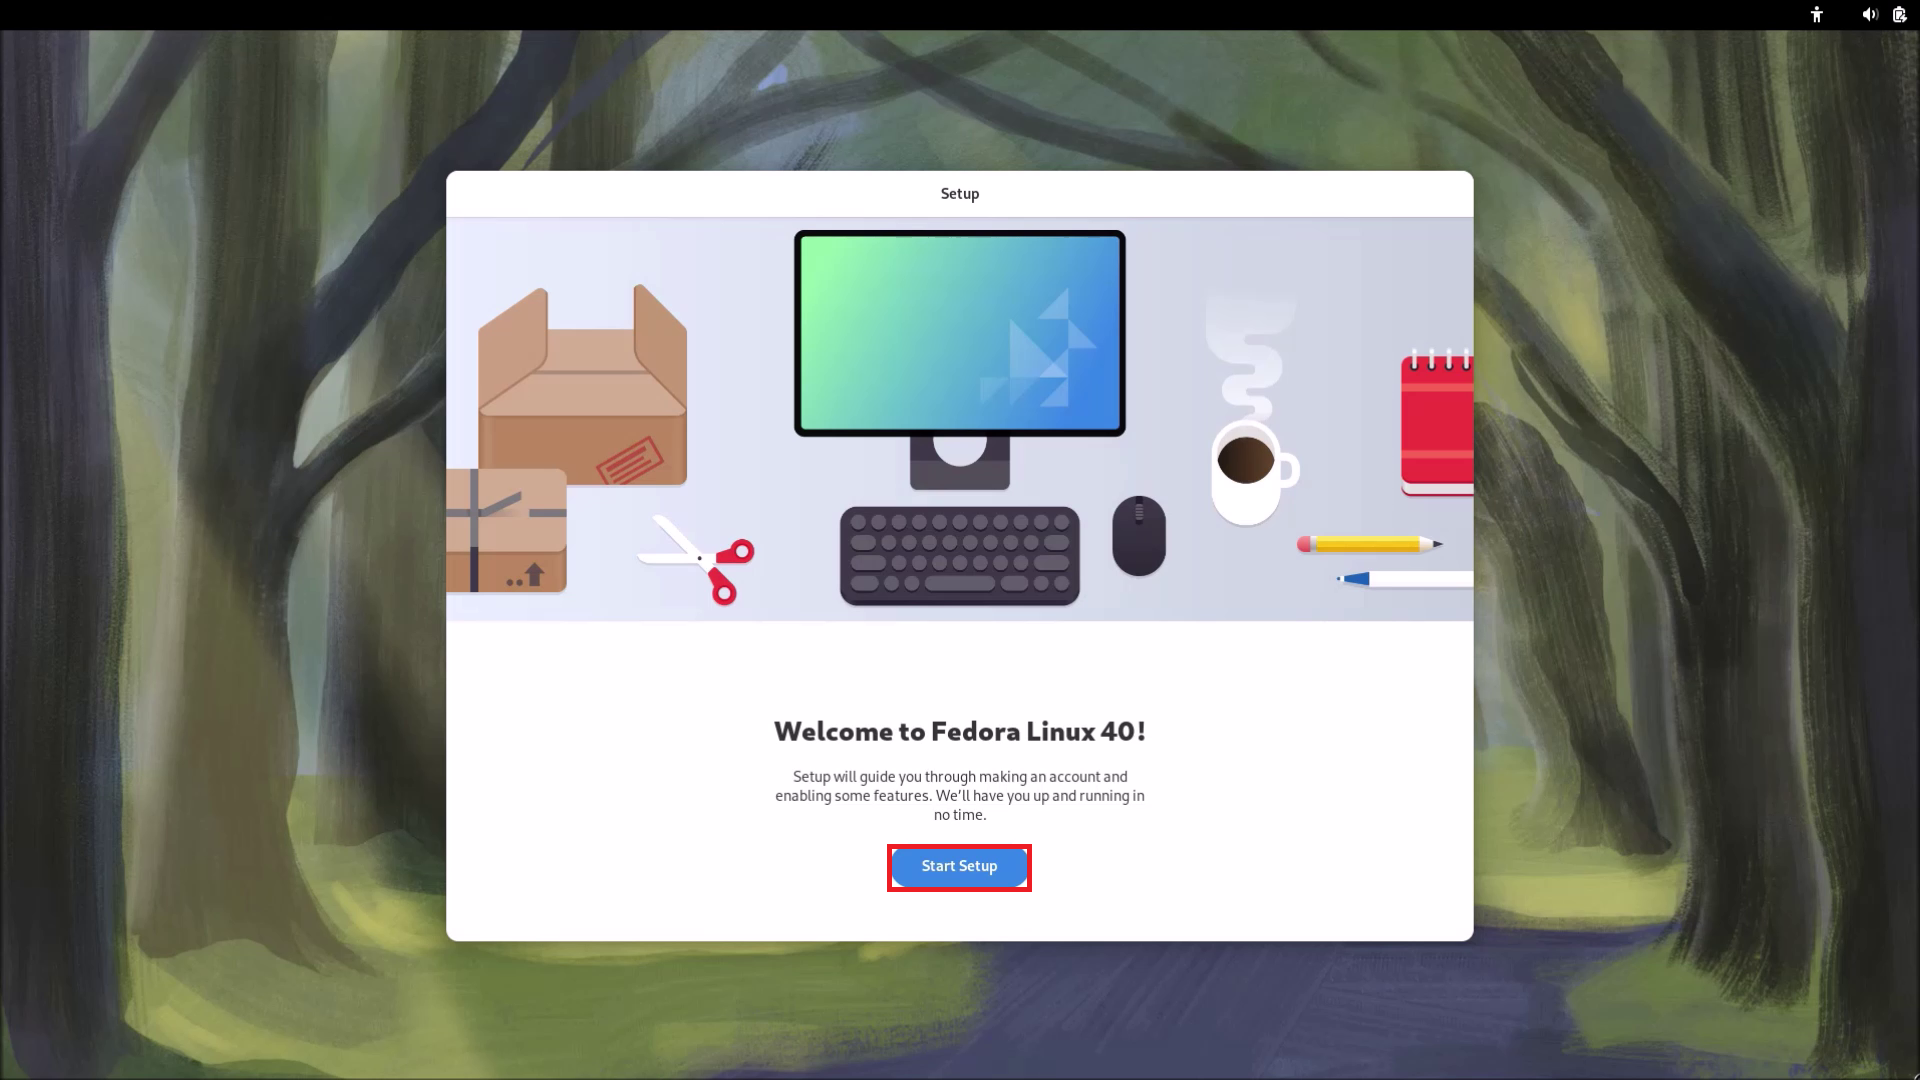 Setup
Welcome to Fedora Linux 40!
Setup will guide you through making an account and
enabling some features. We’ll have you up and running in
no time.
Start Setup